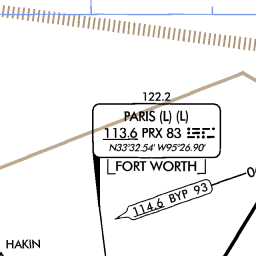 122.2
PARIS (L) (L)
113.6 PRX 83
N33°32.54' W95°26.90'
FORT WORTH
114.6 BYP 93
HAKIN